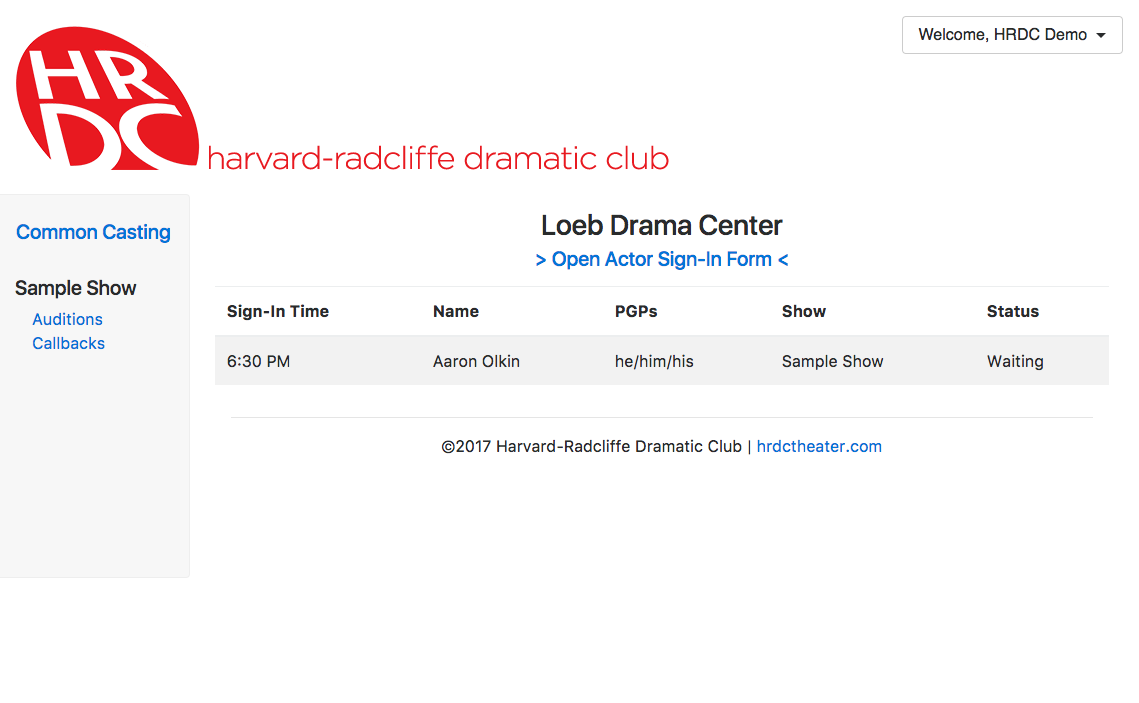 HR
DC
harvard-radcliffe dramatic club
Welcome, HRDC Demo
Common Casting
Sample Show
Auditions
Callbacks
Loeb Drama Center
> Open Actor Sign-In Form <
Sign-In Time Name PGPs Show Status
6:30 PM Aaron Olkin he/him/his Sample Show Waiting
©2017 Harvard-Radcliffe Dramatic Club | hrdctheater.com